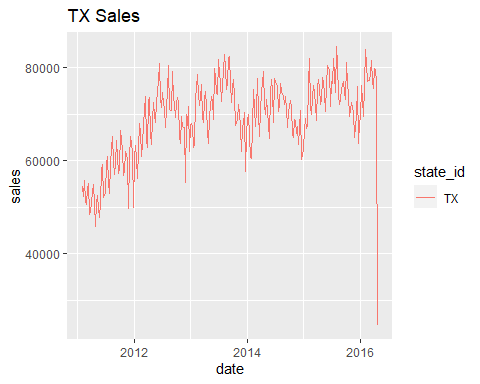 TX Sales
80000
60000
40000
sales
2012
2014
2016
date
state_id
TX